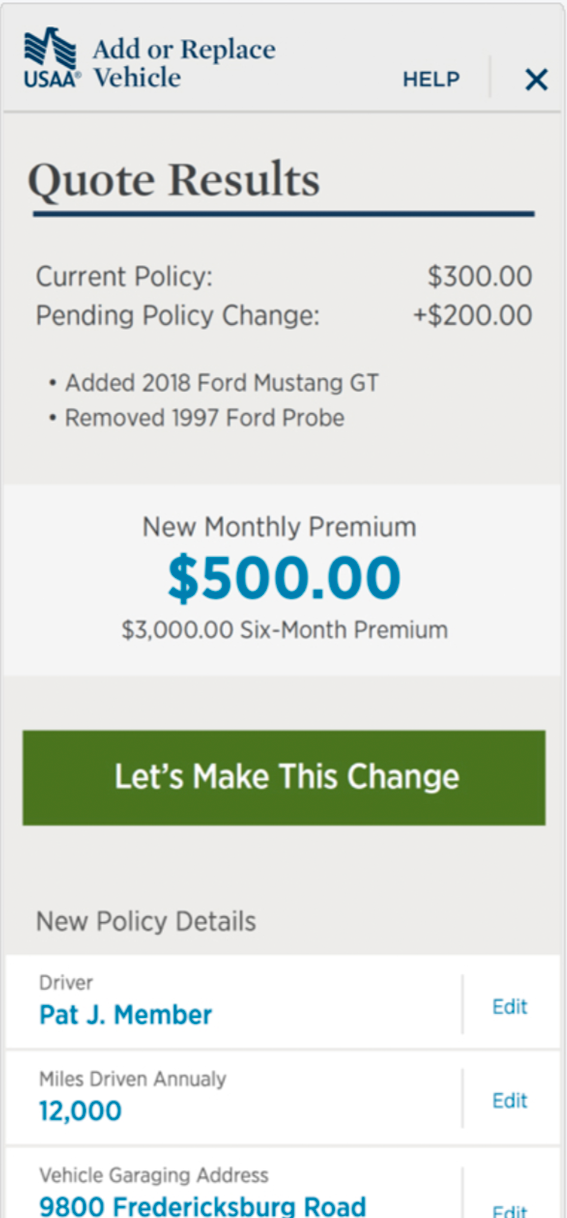 USAA®
Add or Replace
Vehicle
HELP
Quote Results
Current Policy: $300.00
Pending Policy Change: +$200.00
• Added 2018 Ford Mustang GT
• Removed 1997 Ford Probe
New Monthly Premium
$500.00
$3,000.00 Six-Month Premium
Let’s Make This Change
New Policy Details
Driver
Pat J. Member
Edit
Miles Driven Annualy
12,000
Edit
Vehicle Garaging Address
9800 Fredericksburg Road
Edit